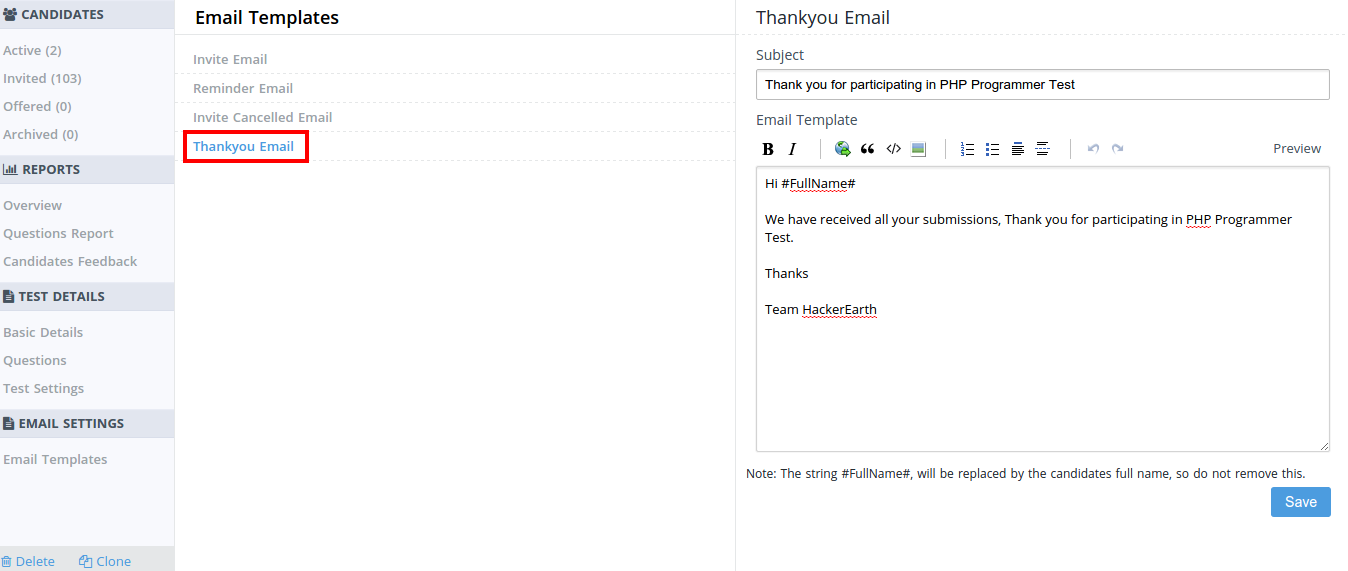 CANDIDATES
Active (2)
Invited (103)
Offered (0)
Archived (0)
REPORTS
Overview
Questions Report
Candidates Feedback
TEST DETAILS
Basic Details
Questions
Test Settings
EMAIL SETTINGS
Email Templates
Delete
Clone
Email Templates
Invite Email
Reminder Email
Invite Cancelled Email
Thankyou Email
Thankyou Email
Subject
Thank you for participating in PHP Programmer Test
Email Template
B I Preview
Hi #FullName#
We have received all your submissions, Thank you for participating in PHP Programmer
Test.
Thanks
Team HackerEarth
Note: The string #FullName#, will be replaced by the candidates full name, so do not remove this.
Save